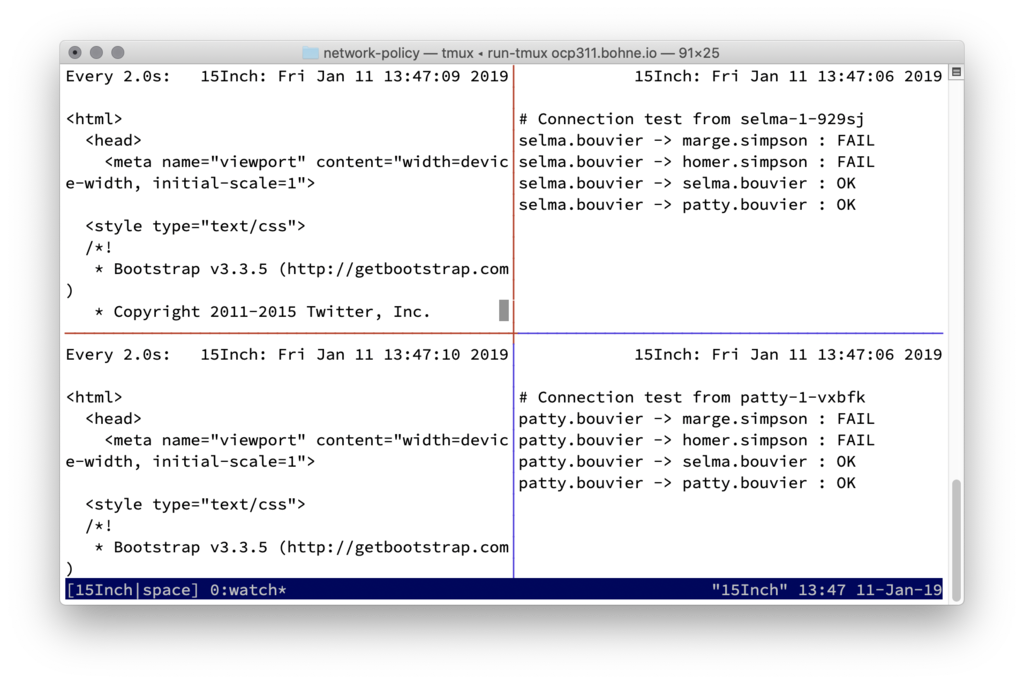 network-policy — tmux ◂ run-tmux ocp311.bohne.io — 91×25
Every 2.0s:   15Inch: Fri Jan 11 13:47:09 2019
<html>
  <head>
    <meta name="viewport" content="width=devic
e-width, initial-scale=1">
  <style type="text/css">
  /*!
   * Bootstrap v3.3.5 (http://getbootstrap.com
)
   * Copyright 2011-2015 Twitter, Inc.
15Inch: Fri Jan 11 13:47:06 2019
# Connection test from selma-1-929sj
selma.bouvier -> marge.simpson : FAIL
selma.bouvier -> homer.simpson : FAIL
selma.bouvier -> selma.bouvier : OK
selma.bouvier -> patty.bouvier : OK
Every 2.0s:   15Inch: Fri Jan 11 13:47:10 2019
<html>
  <head>
    <meta name="viewport" content="width=devic
e-width, initial-scale=1">
  <style type="text/css">
  /*!
   * Bootstrap v3.3.5 (http://getbootstrap.com
)
15Inch: Fri Jan 11 13:47:06 2019
# Connection test from patty-1-vxbfk
patty.bouvier -> marge.simpson : FAIL
patty.bouvier -> homer.simpson : FAIL
patty.bouvier -> selma.bouvier : OK
patty.bouvier -> patty.bouvier : OK
[15Inch|space] 0:watch*   "15Inch" 13:47 11-Jan-19